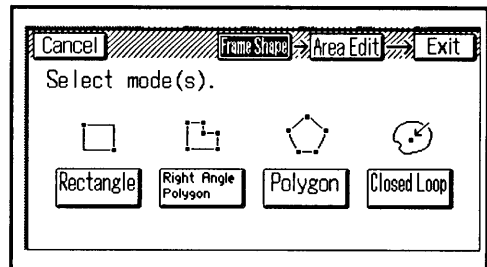 Cancel Frame Shape → Area Edit → Exit
Select mode(s).
Rectangle Right Angle Polygon Polygon Closed Loop